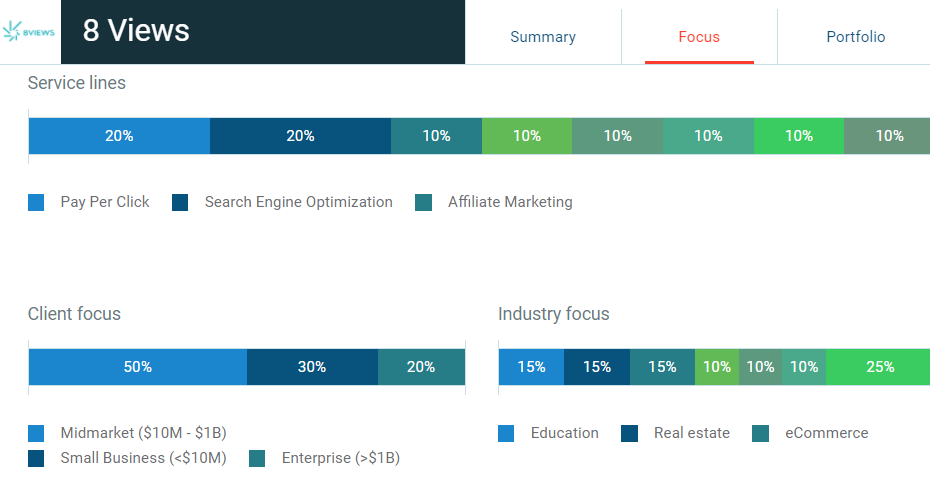 8VIEWS
8 Views
Summary
Focus
Portfolio
Service lines
20% 20% 10% 10% 10% 10% 10% 10%
Pay Per Click Search Engine Optimization Affiliate Marketing
Client focus
50% 30% 20%
Midmarket ($10M - $1B)
Small Business (<$10M) Enterprise (>$1B)
Industry focus
15% 15% 15% 10% 10% 10% 25%
Education Real estate eCommerce